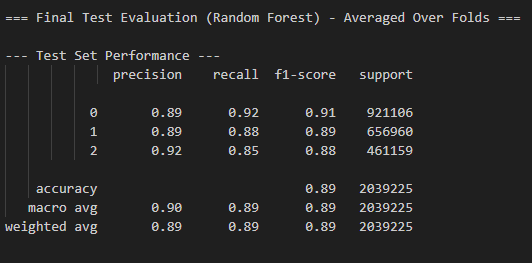 === Final Test Evaluation (Random Forest) - Averaged Over Folds ===
--- Test Set Performance ---
precision recall f1-score support
0 0.89 0.92 0.91 921106
1 0.89 0.88 0.89 656960
2 0.92 0.85 0.88 461159
accuracy 0.89 2039225
macro avg 0.90 0.89 0.89 2039225
weighted avg 0.89 0.89 0.89 2039225